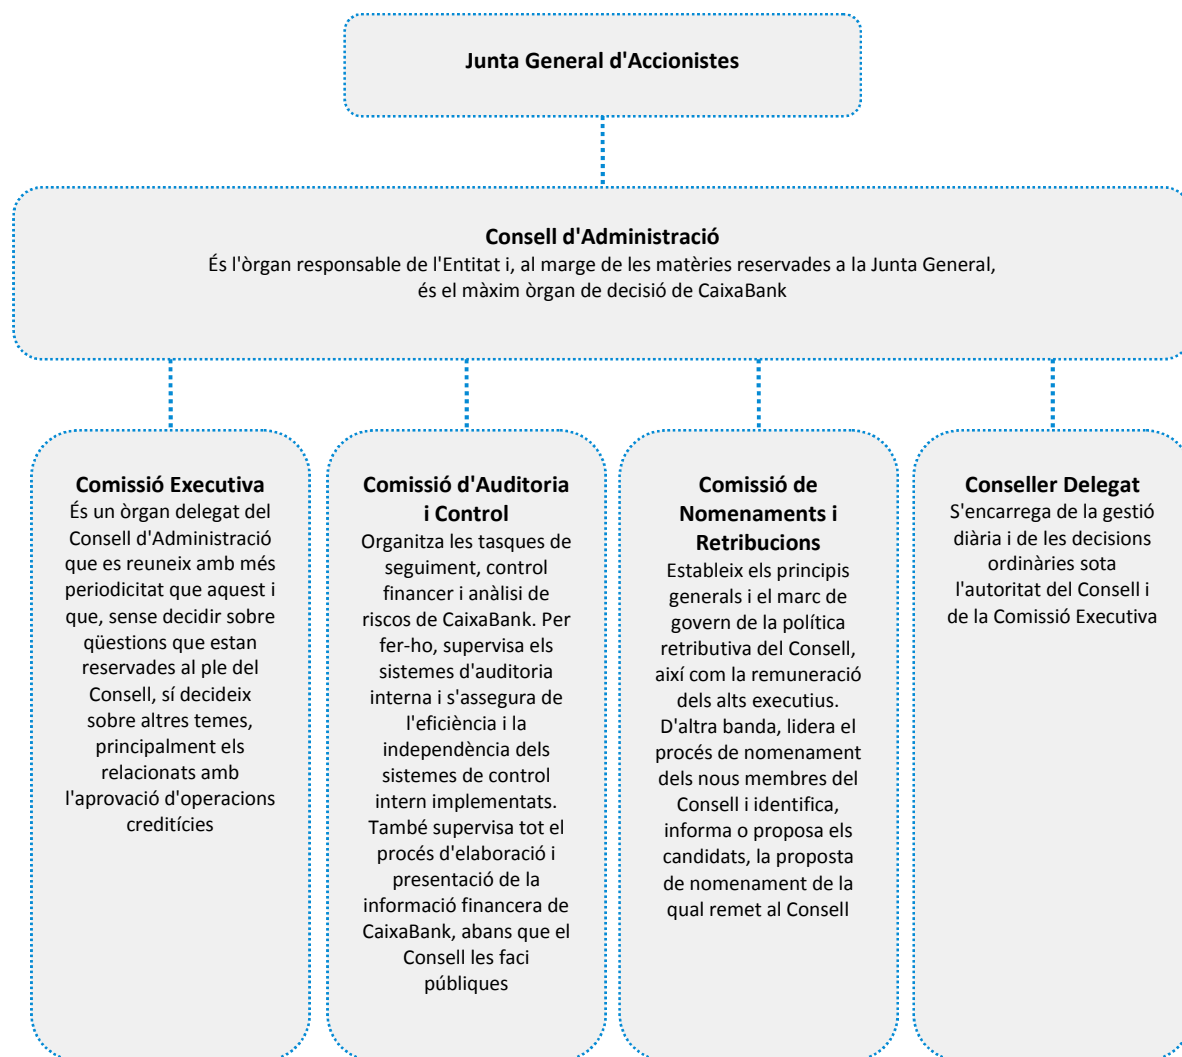 Junta General d'Accionistes
Consell d'Administració
És l'òrgan responsable de l'Entitat i, al marge de les matèries reservades a la Junta General,
és el màxim òrgan de decisió de CaixaBank
Comissió Executiva
És un òrgan delegat del
Consell d'Administració
que es reuneix amb més
periodicitat que aquest i
que, sense decidir sobre
qüestions que estan
reservades al ple del
Consell, sí decideix
sobre altres temes,
principalment els
relacionats amb
l'aprovació d'operacions
creditícies
Comissió d'Auditoria
i Control
Organitza les tasques de
seguiment, control
financer i anàlisi de
riscos de CaixaBank. Per
fer-ho, supervisa els
sistemes d'auditoria
interna i s'assegura de
l'eficiència i la
independència dels
sistemes de control
intern implementats.
També supervisa tot el
procés d'elaboració i
presentació de la
informació financera de
CaixaBank, abans que el
Consell les faci
públiques
Comissió de
Nomenaments i
Retribucions
Estableix els principis
generals i el marc de
govern de la política
retributiva del Consell,
així com la remuneració
dels alts executius.
D'altra banda, lidera el
procés de nomenament
dels nous membres del
Consell i identifica,
informa o proposa els
candidats, la proposta
de nomenament de la
qual remet al Consell
Conseller Delegat
S'encarrega de la gestió
diària i de les decisions
ordinàries sota
l'autoritat del Consell i
de la Comissió Executiva